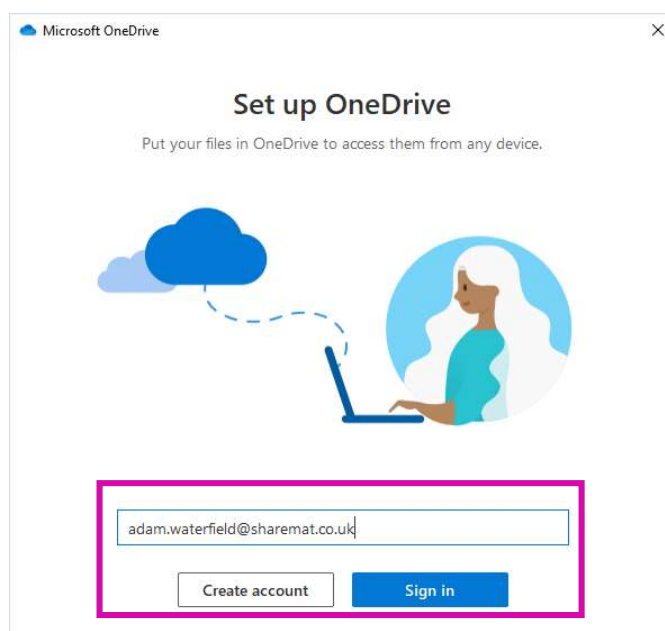 Microsoft OneDrive
Set up OneDrive
Put your files in OneDrive to access them from any device.
adam.waterfield@sharemat.co.uk
Create account Sign in